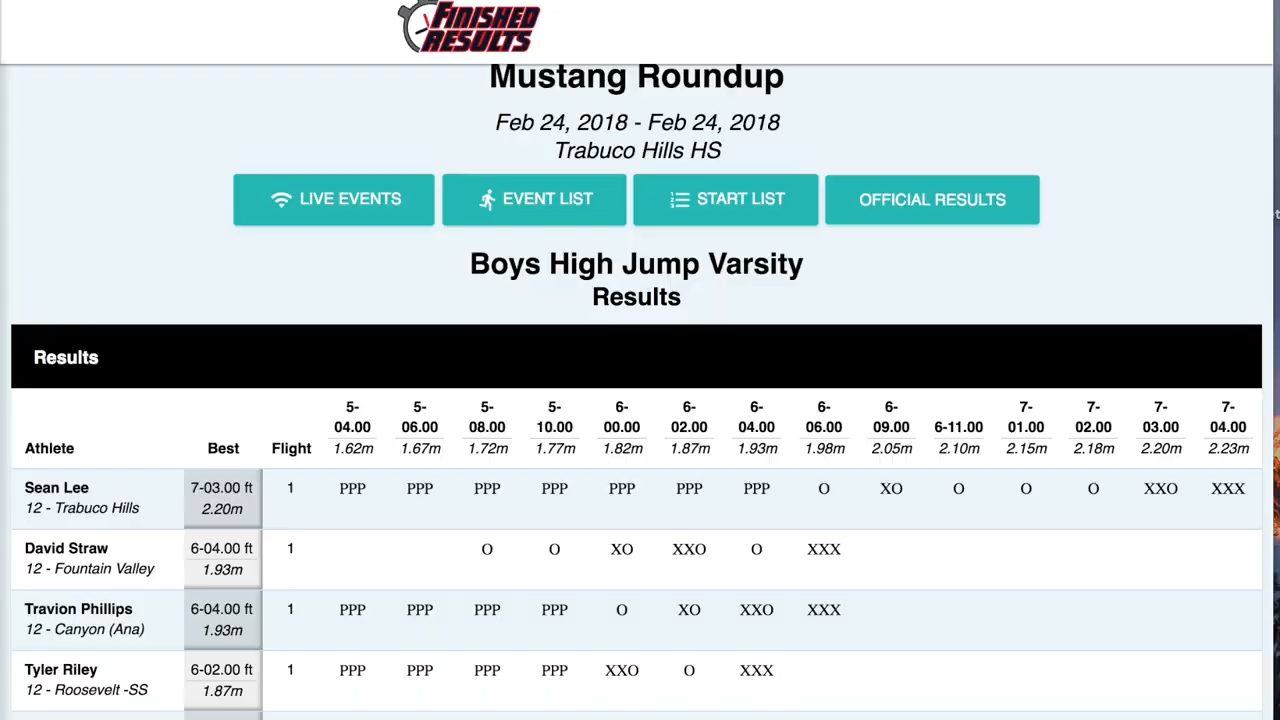 FINISHED
RESULTS
Mustang Roundup
Feb 24, 2018 - Feb 24, 2018
Trabuco Hills HS
LIVE EVENTS EVENT LIST START LIST OFFICIAL RESULTS
Boys High Jump Varsity
Results
Results
5- 5- 5- 5- 6- 6- 6- 6- 6- 7- 7- 7- 7-
04.00 06.00 08.00 10.00 00.00 02.00 04.00 06.00 09.00 6-11.00 01.00 02.00 03.00 04.00
Athlete Best Flight 1.62m 1.67m 1.72m 1.77m 1.82m 1.87m 1.93m 1.98m 2.05m 2.10m 2.15m 2.18m 2.20m 2.23m
Sean Lee 7-03.00 ft 1 PPP PPP PPP PPP PPP PPP PPP O XO O O O XXO XXX
12 - Trabuco Hills 2.20m
David Straw 6-04.00 ft 1 O O XO XXO O XXX
12 - Fountain Valley 1.93m
Travion Phillips 6-04.00 ft 1 PPP PPP PPP PPP O XO XXO XXX
12 - Canyon (Ana) 1.93m
Tyler Riley 6-02.00 ft 1 PPP PPP PPP PPP XXO O XXX
12 - Roosevelt -SS 1.87m